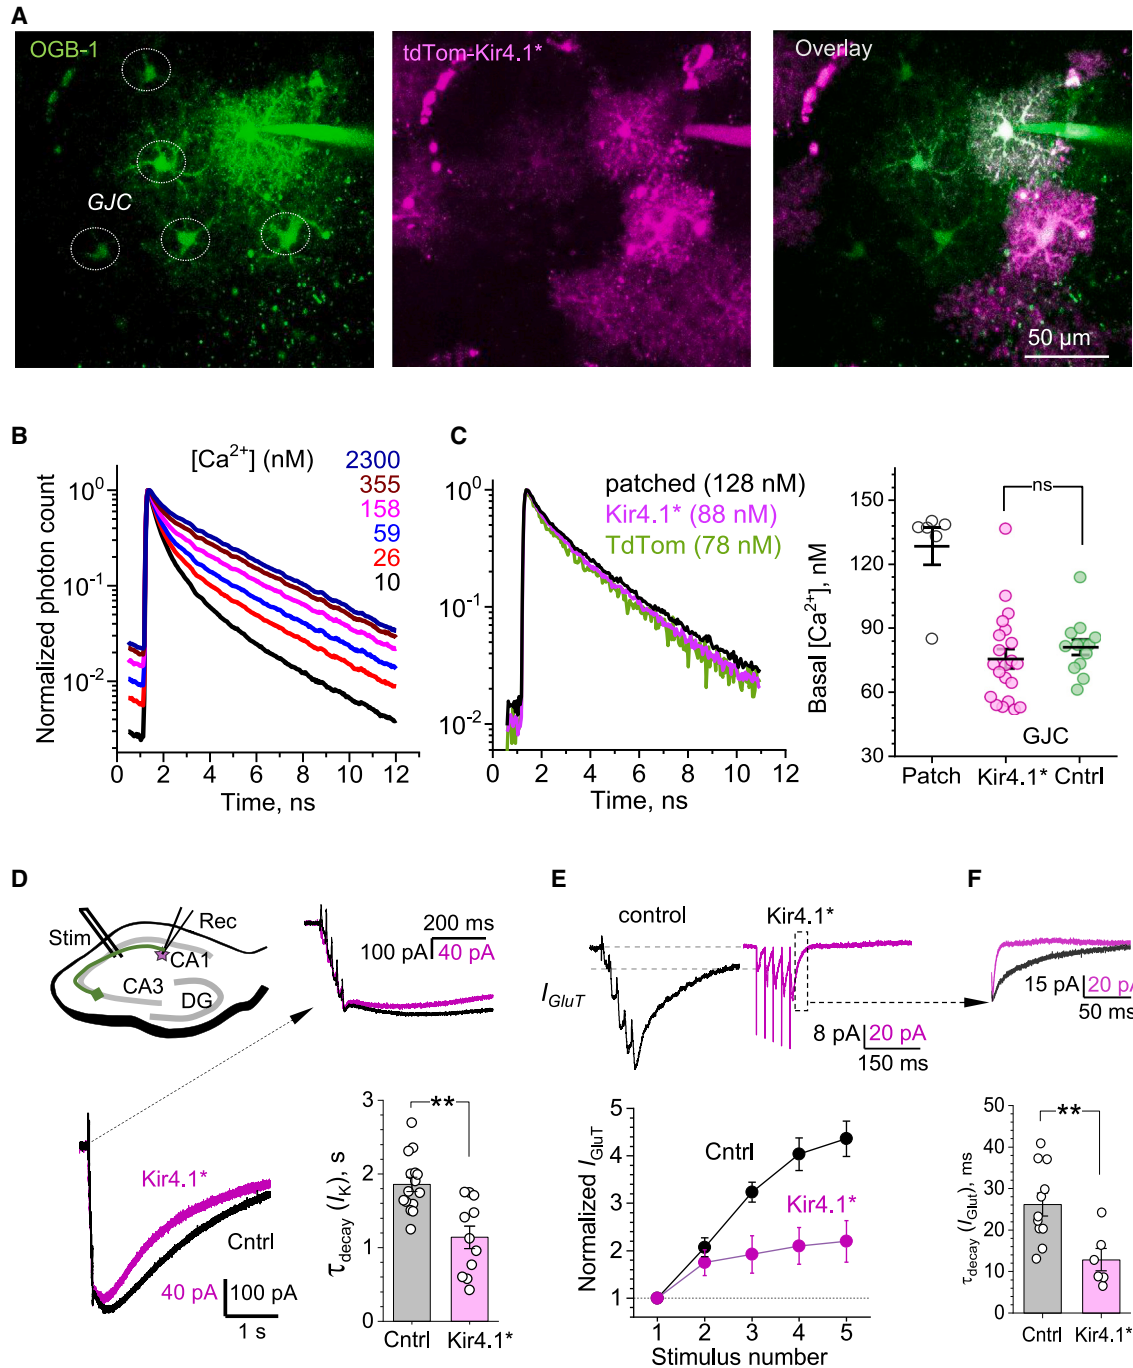 A
OGB-1
tdTom-Kir4.1*
Overlay
GJC
50 µm
B
[Ca²⁺] (nM)
2300
355
158
59
26
10
Normalized photon count
10⁰
10⁻¹
10⁻²
0 2 4 6 8 10 12
Time, ns
C
patched (128 nM)
Kir4.1* (88 nM)
TdTom (78 nM)
10⁰
10⁻¹
10⁻²
0 2 4 6 8 10 12
Time, ns
Basal [Ca²⁺], nM
150
120
90
60
30
ns
GJC
Patch Kir4.1* Cntrl
D
Stim
Rec
CA1
CA3
DG
200 ms
100 pA 40 pA
Kir4.1*
Cntrl
40 pA 100 pA
1 s
τdecay (IK), s
3
2
1
0
**
Cntrl Kir4.1*
E
control
Kir4.1*
IGluT
8 pA 20 pA
150 ms
Normalized IGluT
5
4
3
2
1
Cntrl
Kir4.1*
1 2 3 4 5
Stimulus number
F
15 pA 20 pA
50 ms
τdecay (IGlut), ms
50
40
30
20
10
0
**
Cntrl Kir4.1*